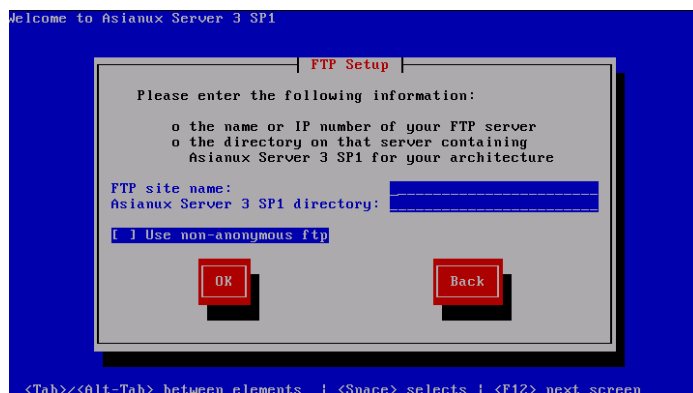 Welcome to Asianux Server 3 SP1
FTP Setup
Please enter the following information:
o the name or IP number of your FTP server
o the directory on that server containing
Asianux Server 3 SP1 for your architecture
FTP site name:
Asianux Server 3 SP1 directory:
[ ] Use non-anonymous ftp
OK Back
<Tab>/<Alt-Tab> between elements | <Space> selects | <F12> next screen